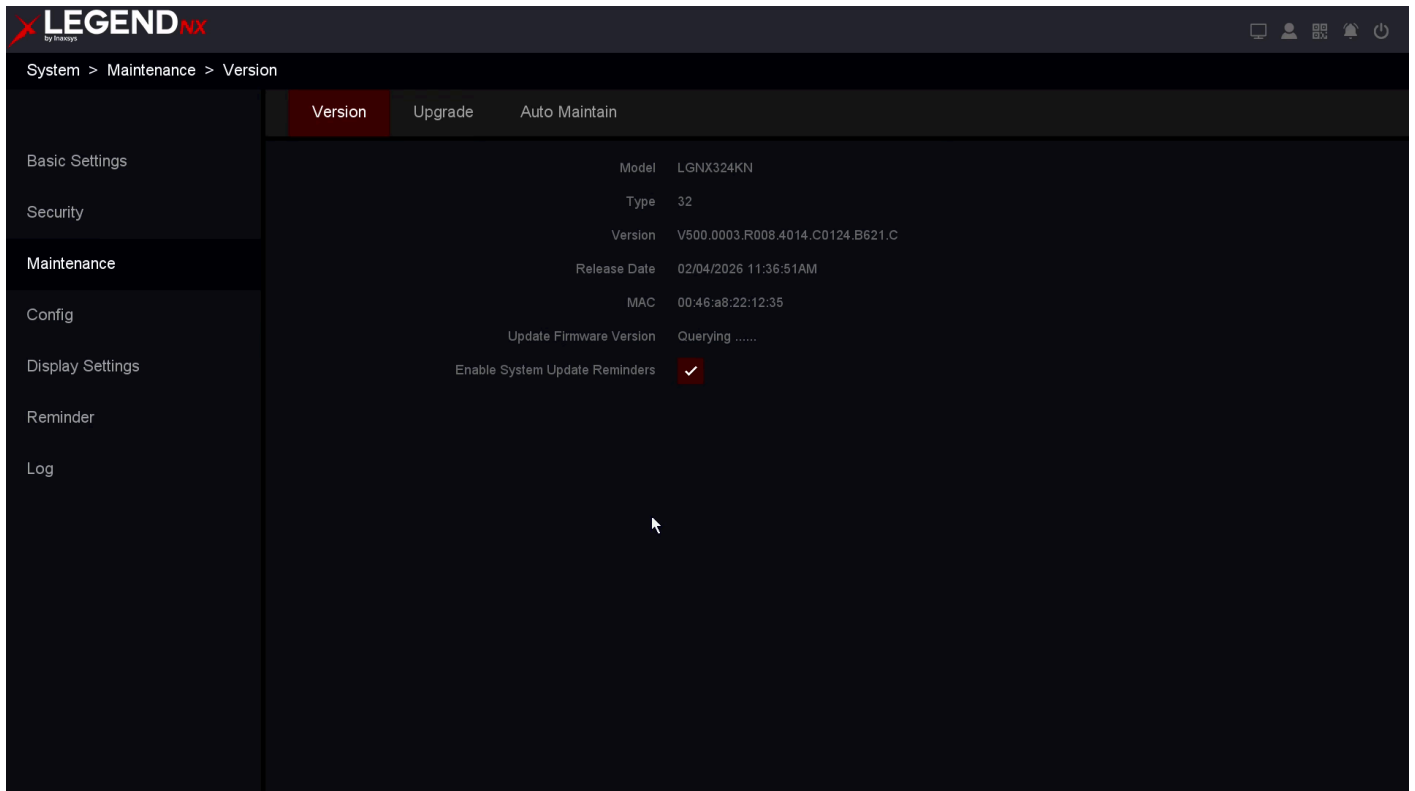 LEGEND NX
by Inaxsys
System > Maintenance > Version
Version Upgrade Auto Maintain
Basic Settings
Security
Maintenance
Config
Display Settings
Reminder
Log
Model LGNX324KN
Type 32
Version V500.0003.R008.4014.C0124.B621.C
Release Date 02/04/2026 11:36:51AM
MAC 00:46:a8:22:12:35
Update Firmware Version Querying ......
Enable System Update Reminders